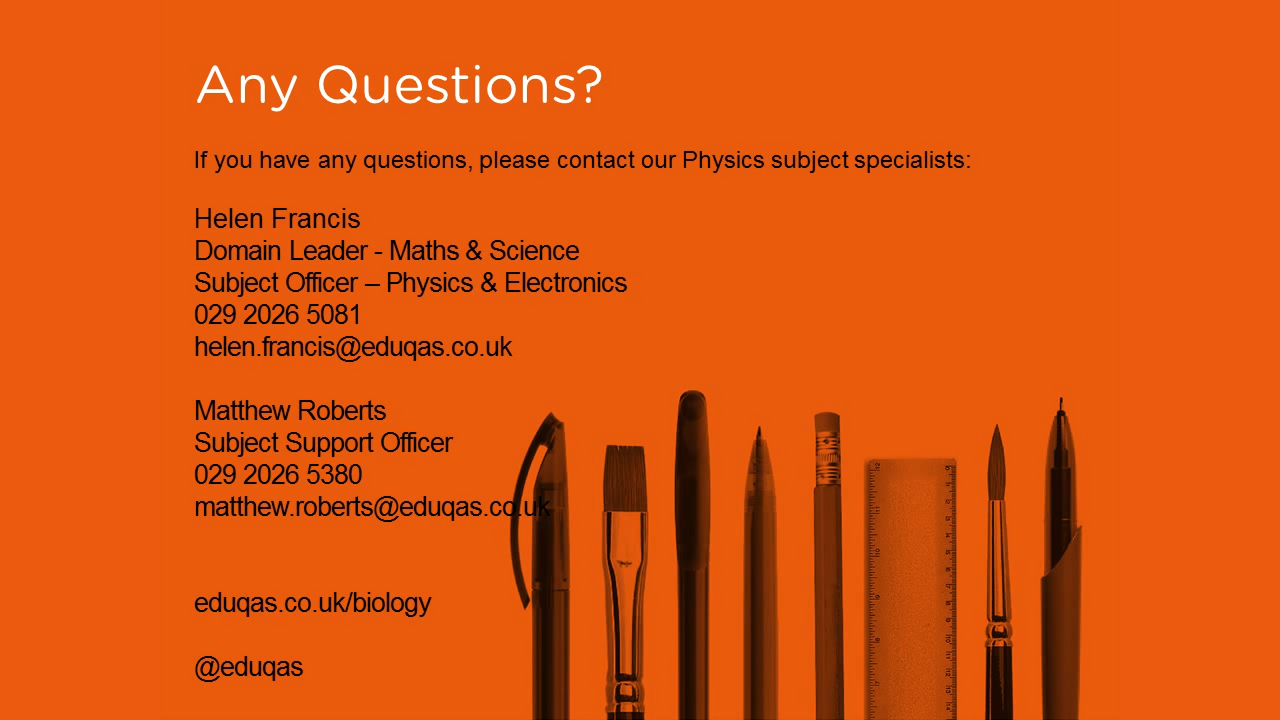 Any Questions?
If you have any questions, please contact our Physics subject specialists:
Helen Francis
Domain Leader - Maths & Science
Subject Officer – Physics & Electronics
029 2026 5081
helen.francis@eduqas.co.uk
Matthew Roberts
Subject Support Officer
029 2026 5380
matthew.roberts@eduqas.co.uk
eduqas.co.uk/biology
@eduqas